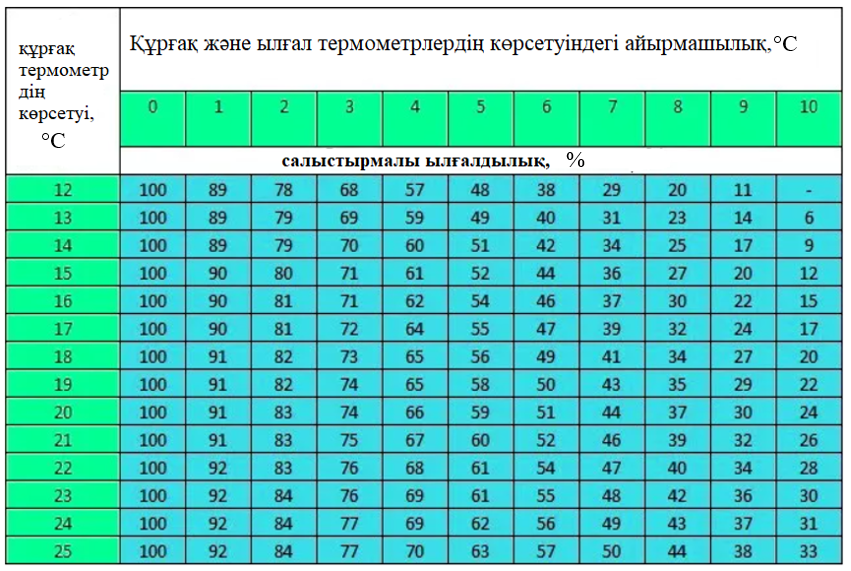 құрғақ
термометр
дің
көрсетуі,
°C
Құрғақ және ылғал термометрлердің көрсетуіндегі айырмашылық,°C
0 1 2 3 4 5 6 7 8 9 10
салыстырмалы ылғалдылық, %
12 100 89 78 68 57 48 38 29 20 11 -
13 100 89 79 69 59 49 40 31 23 14 6
14 100 89 79 70 60 51 42 34 25 17 9
15 100 90 80 71 61 52 44 36 27 20 12
16 100 90 81 71 62 54 46 37 30 22 15
17 100 90 81 72 64 55 47 39 32 24 17
18 100 91 82 73 65 56 49 41 34 27 20
19 100 91 82 74 65 58 50 43 35 29 22
20 100 91 83 74 66 59 51 44 37 30 24
21 100 91 83 75 67 60 52 46 39 32 26
22 100 92 83 76 68 61 54 47 40 34 28
23 100 92 84 76 69 61 55 48 42 36 30
24 100 92 84 77 69 62 56 49 43 37 31
25 100 92 84 77 70 63 57 50 44 38 33